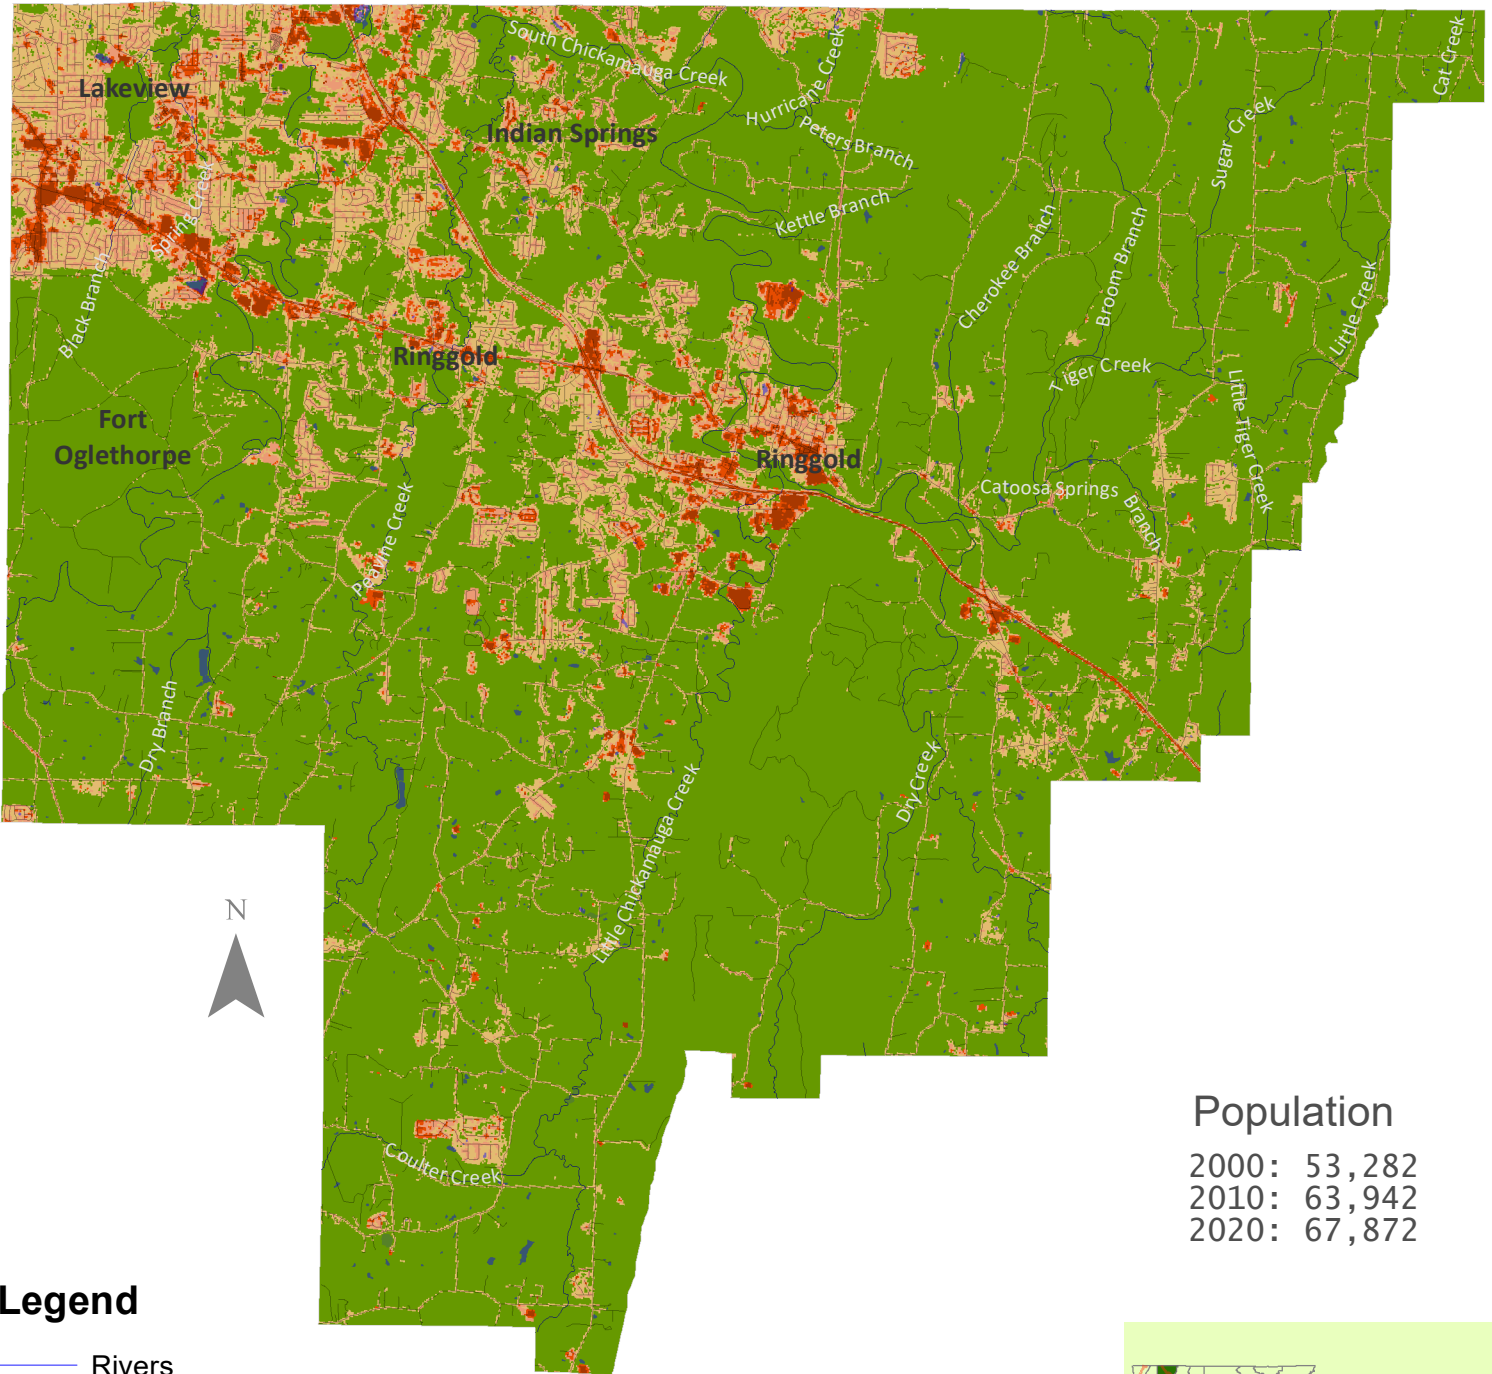 South Chickamauga Creek
Cat Creek
Lakeview
Hurricane Creek
Indian Springs
Peters Branch
Sugar Creek
Spring Creek
Kettle Branch
Cherokee Branch
Broom Branch
Black Branch
Little Creek
Ringgold
Tiger Creek
Fort
Oglethorpe
Little Tiger Creek
Ringgold
Catoosa Springs
Branch
Peavine Creek
Dry Branch
Dry Creek
Little Chickamauga Creek
N
Coulter Creek
Population
2000: 53,282
2010: 63,942
2020: 67,872
Legend
Rivers